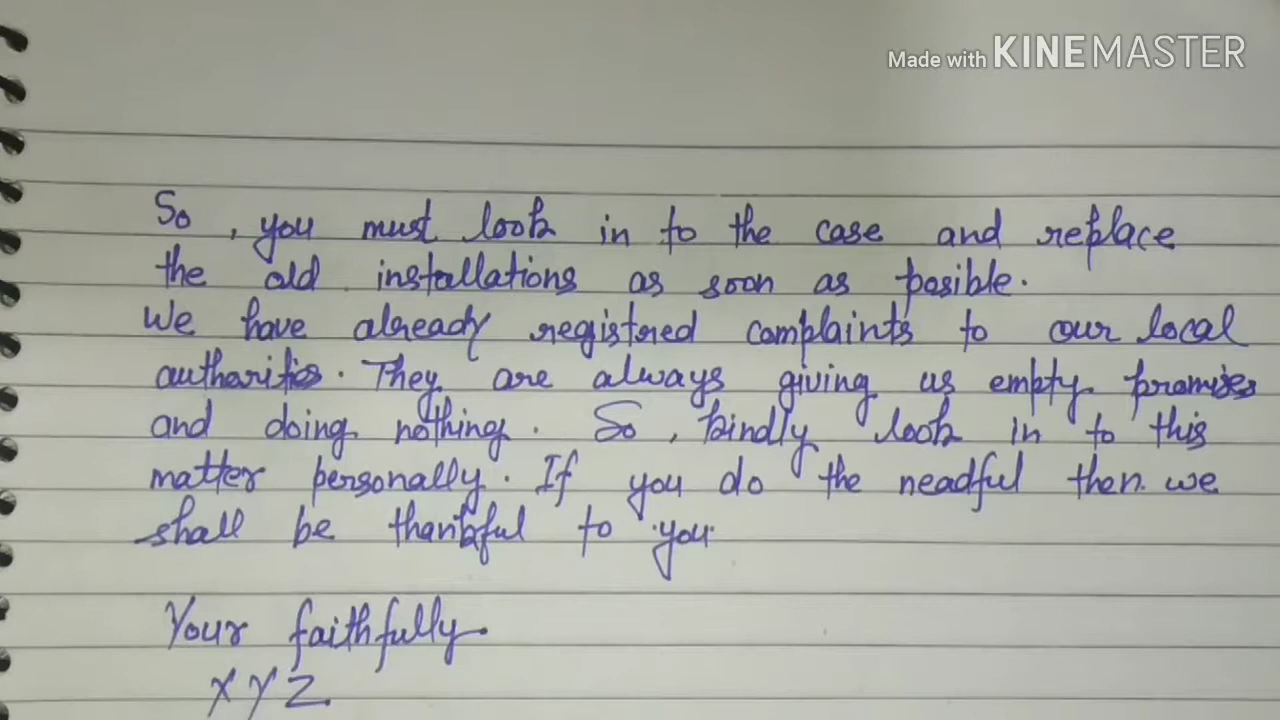 Made with KINEMASTER
So, you must look in to the case and replace
the old installations as soon as posible.
We have already registred complaints to our local
autharities. They are always giving us empty promises
and doing nothing. So, kindly look in to this
matter personally. If you do the neadful then we
shall be thankful to you.
Your faithfully.
XYZ